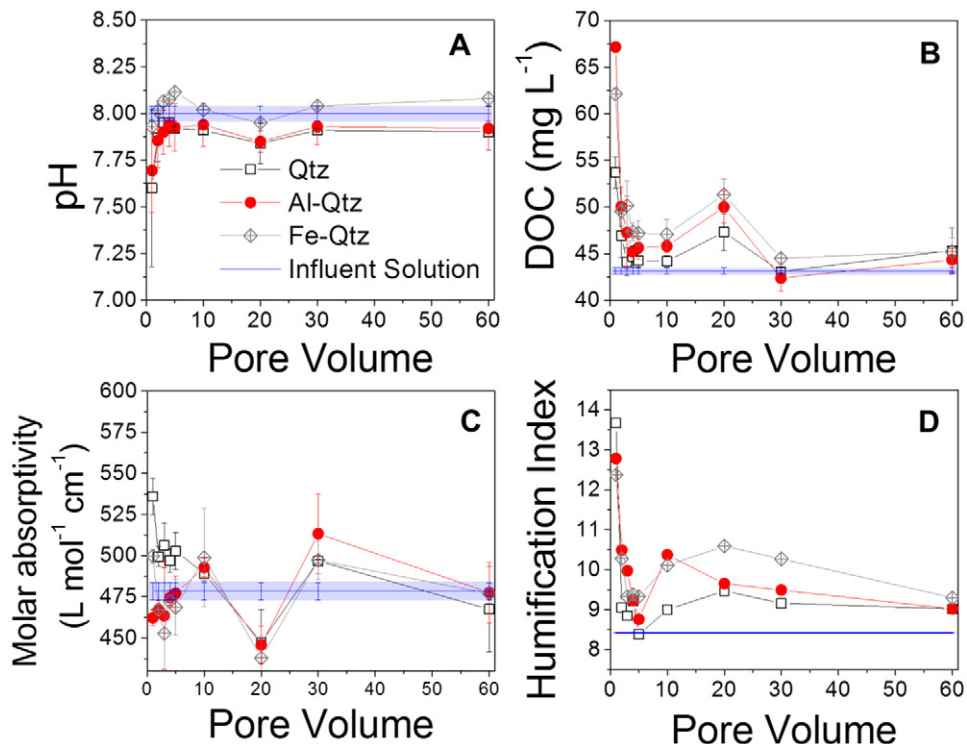 A
pH
8.50
8.25
8.00
7.75
7.50
7.25
7.00
Qtz
Al-Qtz
Fe-Qtz
Influent Solution
0 10 20 30 40 50 60
Pore Volume
B
DOC (mg L⁻¹)
70
65
60
55
50
45
40
0 10 20 30 40 50 60
Pore Volume
C
Molar absorptivity
(L mol⁻¹ cm⁻¹)
600
575
550
525
500
475
450
0 10 20 30 40 50 60
Pore Volume
D
Humification Index
14
13
12
11
10
9
8
0 10 20 30 40 50 60
Pore Volume